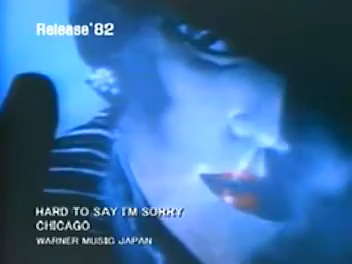 Release '82
HARD TO SAY I'M SORRY
CHICAGO
WARNER MUSIC JAPAN